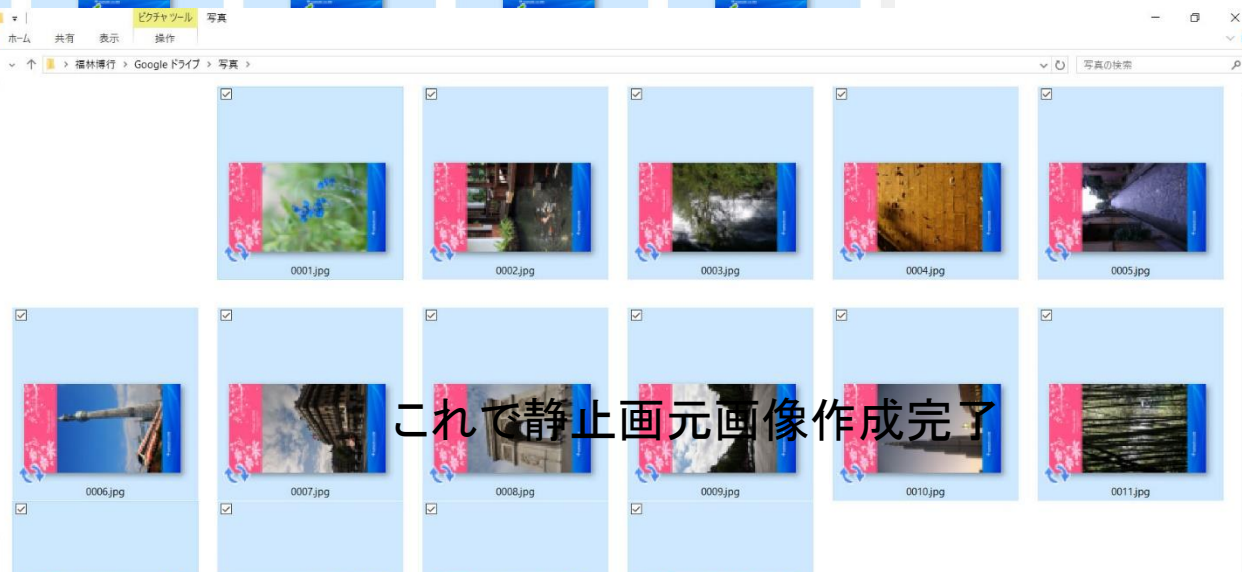 ピクチャ ツール 写真
ホーム 共有 表示 操作
福林博行 > Google ドライブ > 写真 >
写真の検索
0001.jpg 0002.jpg 0003.jpg 0004.jpg 0005.jpg
これで静止画元画像作成完了
0006.jpg 0007.jpg 0008.jpg 0009.jpg 0010.jpg 0011.jpg